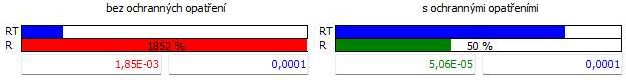 bez ochranných opatření
RT
R 1852 %
1,85E-03 0,0001
s ochrannými opatřeními
RT
R 50 %
5,06E-05 0,0001